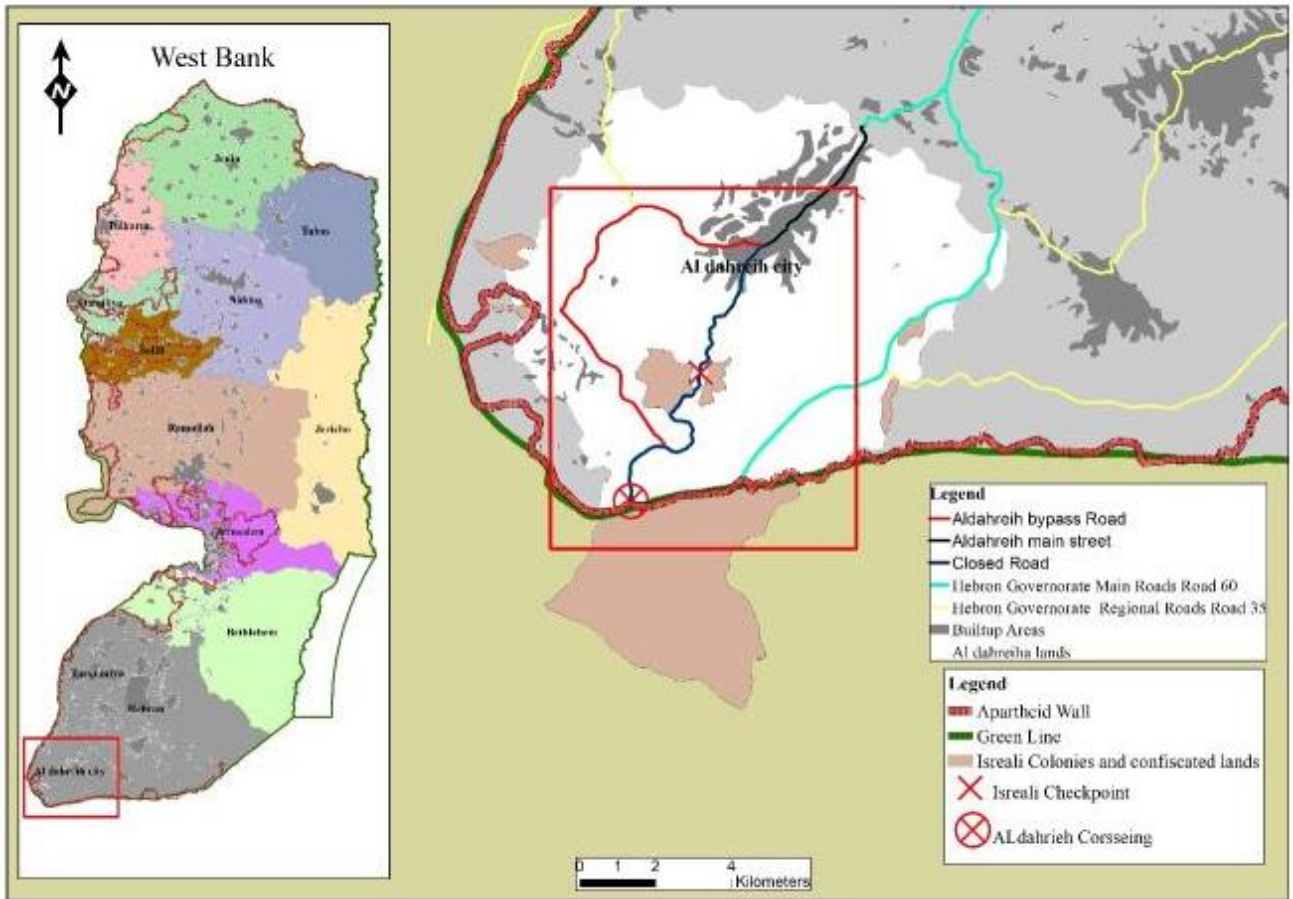 West Bank
N
Jenin
Tulkarm
Tubas
Nablus
Salfit
Ramallah
Jericho
Jerusalem
Bethlehem
Hebron
Al dahreih city
Al dahreih city
Legend
Aldahreih bypass Road
Aldahreih main street
Closed Road
Hebron Governorate Main Roads Road 60
Hebron Governorate Regional Roads Road 35
Builtup Areas
Al dahreiha lands
Legend
Apartheid Wall
Green Line
Isreali Colonies and confiscated lands
Isreali Checkpoint
ALdahrieh Corsseing
0 1 2 4
Kilometers